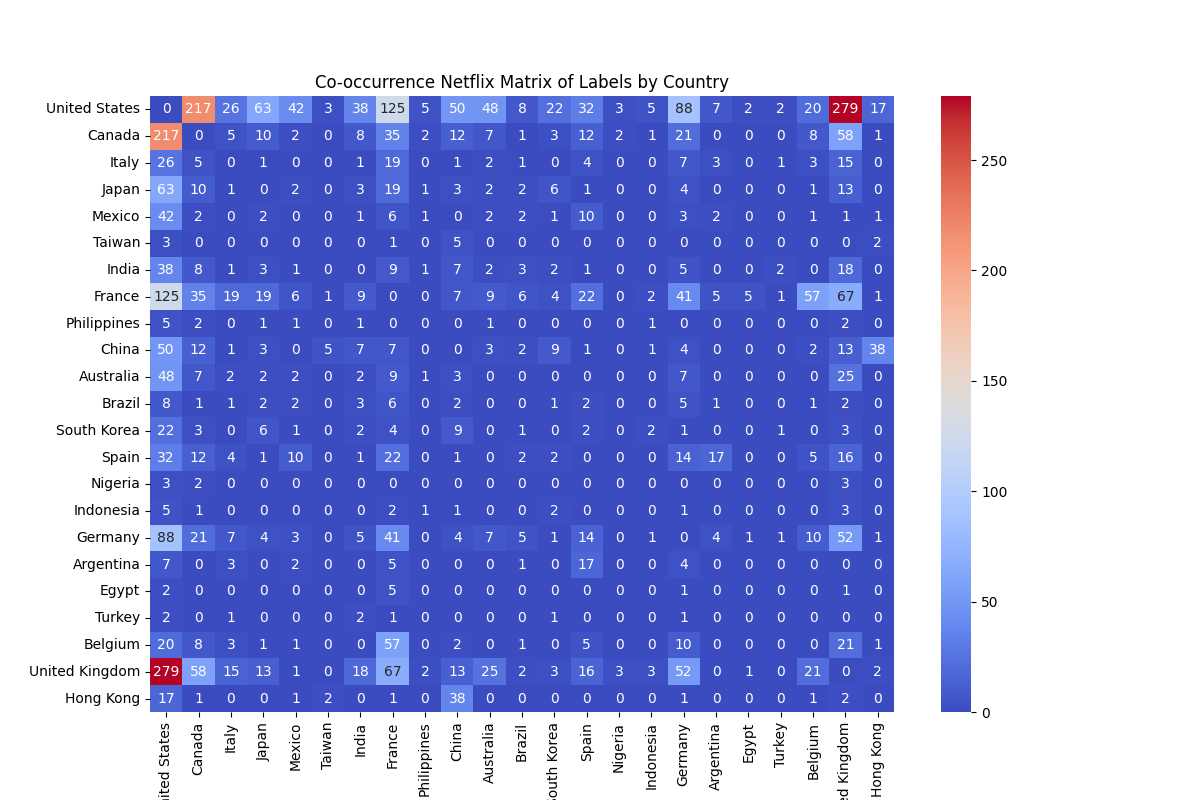 Co-occurrence Netflix Matrix of Labels by Country
United States 0 217 26 63 42 3 38 125 5 50 48 8 22 32 3 5 88 7 2 2 20 279 17
Canada 217 0 5 10 2 0 8 35 2 12 7 1 3 12 2 1 21 0 0 0 8 58 1
Italy 26 5 0 1 0 0 1 19 0 1 2 1 0 4 0 0 7 3 0 1 3 15 0
Japan 63 10 1 0 2 0 3 19 1 3 2 2 6 1 0 0 4 0 0 0 1 13 0
Mexico 42 2 0 2 0 0 1 6 1 0 2 2 1 10 0 0 3 2 0 0 1 1 1
Taiwan 3 0 0 0 0 0 0 1 0 5 0 0 0 0 0 0 0 0 0 0 0 0 2
India 38 8 1 3 1 0 0 9 1 7 2 3 2 1 0 0 5 0 0 2 0 18 0
France 125 35 19 19 6 1 9 0 0 7 9 6 4 22 0 2 41 5 5 1 57 67 1
Philippines 5 2 0 1 1 0 1 0 0 0 1 0 0 0 0 1 0 0 0 0 0 2 0
China 50 12 1 3 0 5 7 7 0 0 3 2 9 1 0 1 4 0 0 0 2 13 38
Australia 48 7 2 2 2 0 2 9 1 3 0 0 0 0 0 0 7 0 0 0 0 25 0
Brazil 8 1 1 2 2 0 3 6 0 2 0 0 1 2 0 0 5 1 0 0 1 2 0
South Korea 22 3 0 6 1 0 2 4 0 9 0 1 0 2 0 2 1 0 0 1 0 3 0
Spain 32 12 4 1 10 0 1 22 0 1 0 2 2 0 0 0 14 17 0 0 5 16 0
Nigeria 3 2 0 0 0 0 0 0 0 0 0 0 0 0 0 0 0 0 0 0 0 3 0
Indonesia 5 1 0 0 0 0 0 2 1 1 0 0 2 0 0 0 1 0 0 0 0 3 0
Germany 88 21 7 4 3 0 5 41 0 4 7 5 1 14 0 1 0 4 1 1 10 52 1
Argentina 7 0 3 0 2 0 0 5 0 0 0 1 0 17 0 0 4 0 0 0 0 0 0
Egypt 2 0 0 0 0 0 0 5 0 0 0 0 0 0 0 0 1 0 0 0 0 1 0
Turkey 2 0 1 0 0 0 2 1 0 0 0 0 1 0 0 0 1 0 0 0 0 0 0
Belgium 20 8 3 1 1 0 0 57 0 2 0 1 0 5 0 0 10 0 0 0 0 21 1
United Kingdom 279 58 15 13 1 0 18 67 2 13 25 2 3 16 3 3 52 0 1 0 21 0 2
Hong Kong 17 1 0 0 1 2 0 1 0 38 0 0 0 0 0 0 1 0 0 0 1 2 0
nited States
Canada
Italy
Japan
Mexico
Taiwan
India
France
Philippines
China
Australia
Brazil
outh Korea
Spain
Nigeria
Indonesia
Germany
Argentina
Egypt
Turkey
Belgium
ed Kingdom
Hong Kong
250
200
150
100
50
0